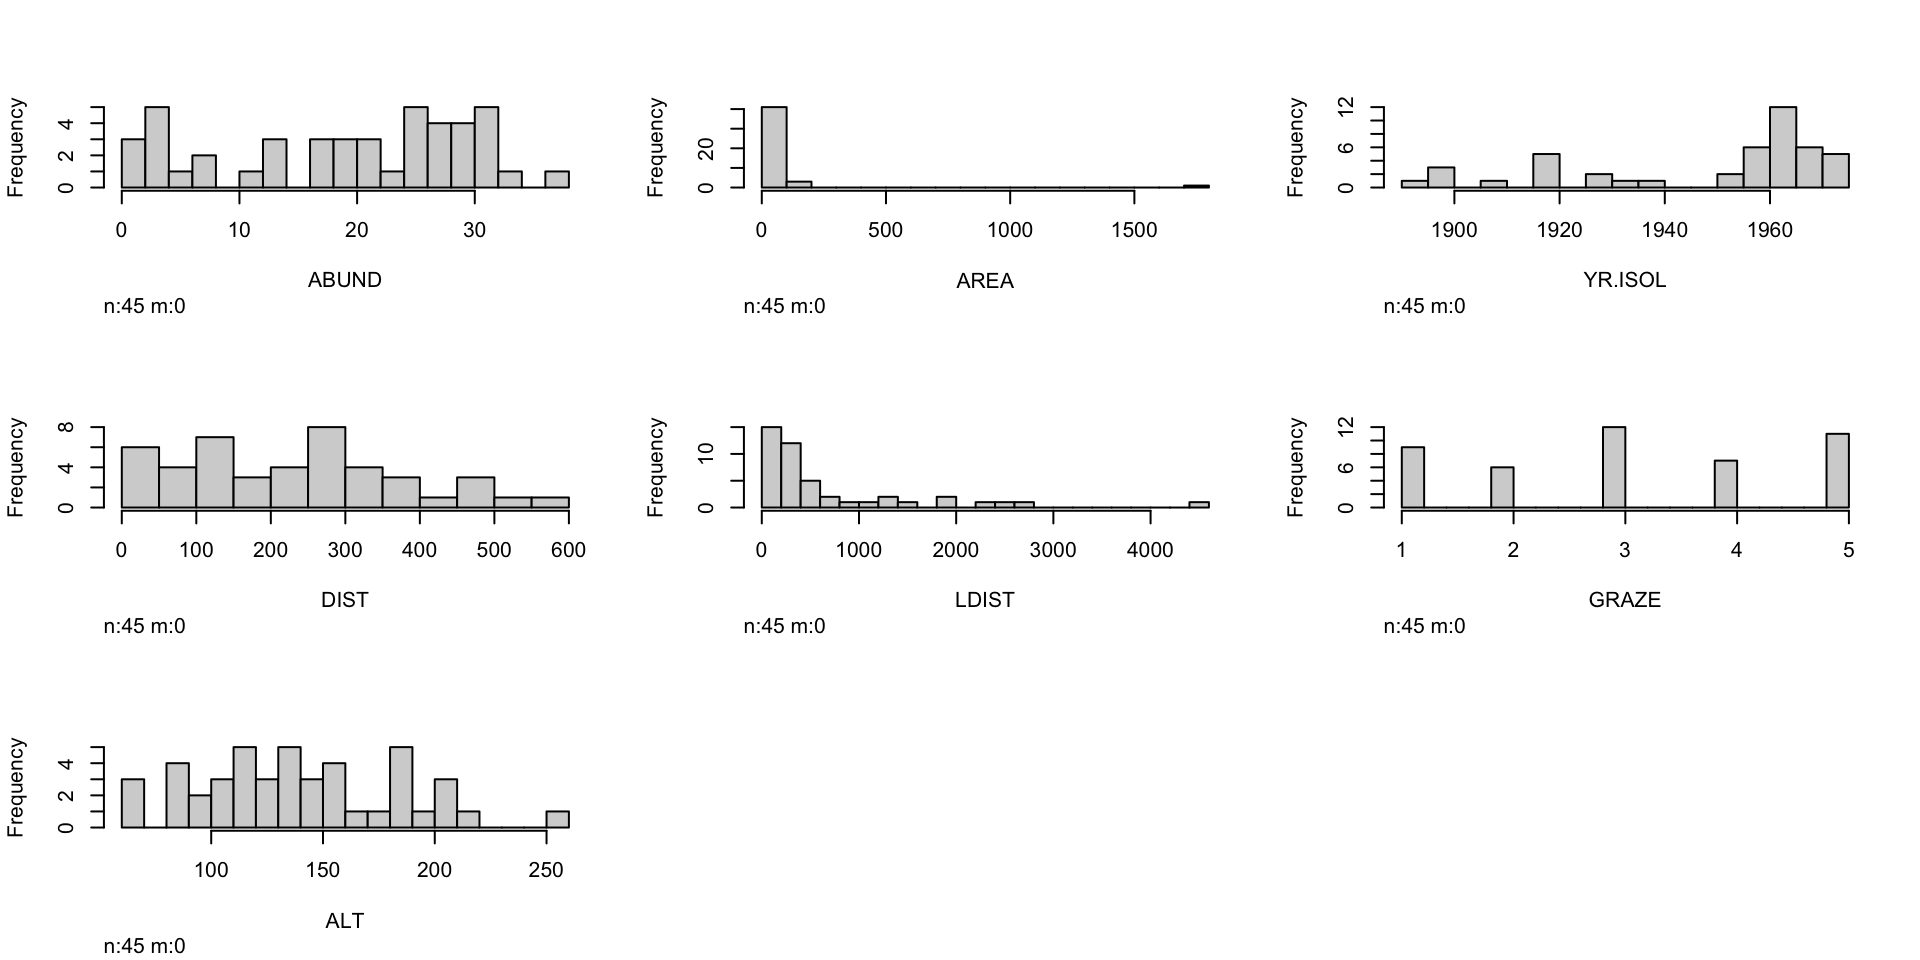 Frequency
0 2 4
0 10 20 30
ABUND
n:45 m:0
Frequency
0 20
0 500 1000 1500
AREA
n:45 m:0
Frequency
0 6 12
1900 1920 1940 1960
YR.ISOL
n:45 m:0
Frequency
0 4 8
0 100 200 300 400 500 600
DIST
n:45 m:0
Frequency
0 10
0 1000 2000 3000 4000
LDIST
n:45 m:0
Frequency
0 6 12
1 2 3 4 5
GRAZE
n:45 m:0
Frequency
0 2 4
100 150 200 250
ALT
n:45 m:0